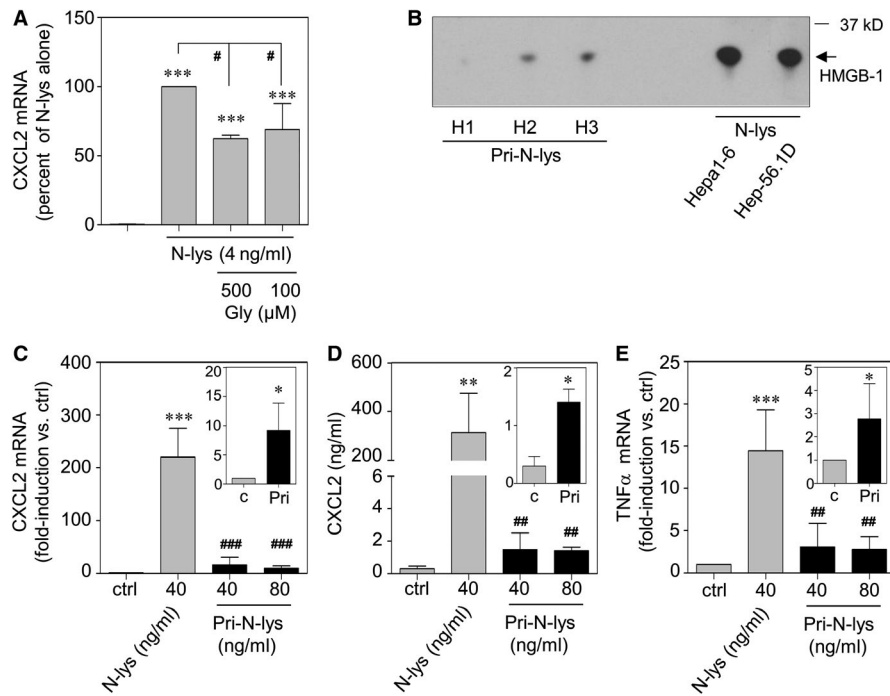 A
CXCL2 mRNA
(percent of N-lys alone)
150
100
50
0
***
#
#
***
***
N-lys (4 ng/ml)
500 100
Gly (µM)
B
37 kD
HMGB-1
H1 H2 H3
Pri-N-lys
N-lys
Hepa1-6
Hep-56.1D
C
CXCL2 mRNA
(fold-induction vs. ctrl)
400
300
200
100
0
***
###
###
20
15
10
5
0
*
c Pri
ctrl 40 40 80
N-lys (ng/ml)
Pri-N-lys
(ng/ml)
D
CXCL2 (ng/ml)
600
400
200
6
4
2
0
**
##
##
2
1
0
*
c Pri
ctrl 40 40 80
N-lys (ng/ml)
Pri-N-lys
(ng/ml)
E
TNFα mRNA
(fold-induction vs. ctrl)
25
20
15
10
5
0
***
##
##
5
4
3
2
1
0
*
c Pri
ctrl 40 40 80
N-lys (ng/ml)
Pri-N-lys
(ng/ml)